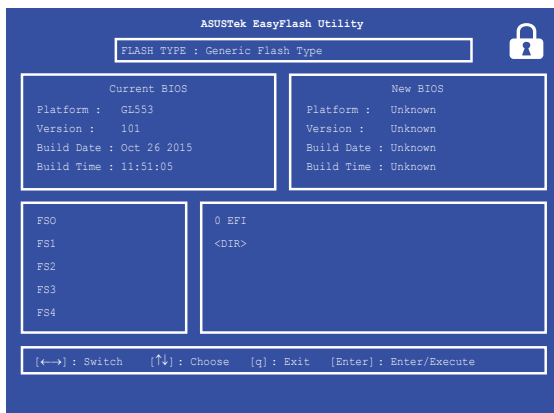 ASUSTek EasyFlash Utility
FLASH TYPE : Generic Flash Type
Current BIOS
Platform : GL553
Version : 101
Build Date : Oct 26 2015
Build Time : 11:51:05
New BIOS
Platform : Unknown
Version : Unknown
Build Date : Unknown
Build Time : Unknown
FSO
FS1
FS2
FS3
FS4
0 EFI
<DIR>
[←→] : Switch [↑↓] : Choose [q] : Exit [Enter] : Enter/Execute